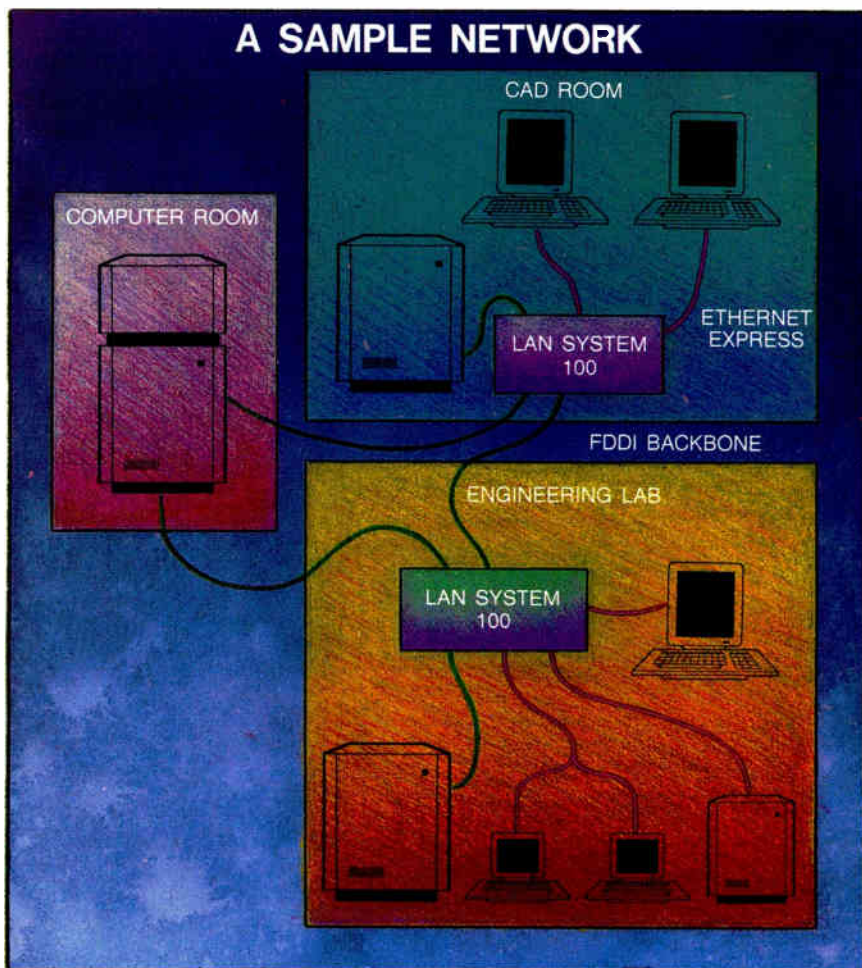 A SAMPLE NETWORK
CAD ROOM
COMPUTER ROOM
ETHERNET
EXPRESS
LAN SYSTEM
100
FDDI BACKBONE
ENGINEERING LAB
LAN SYSTEM
100